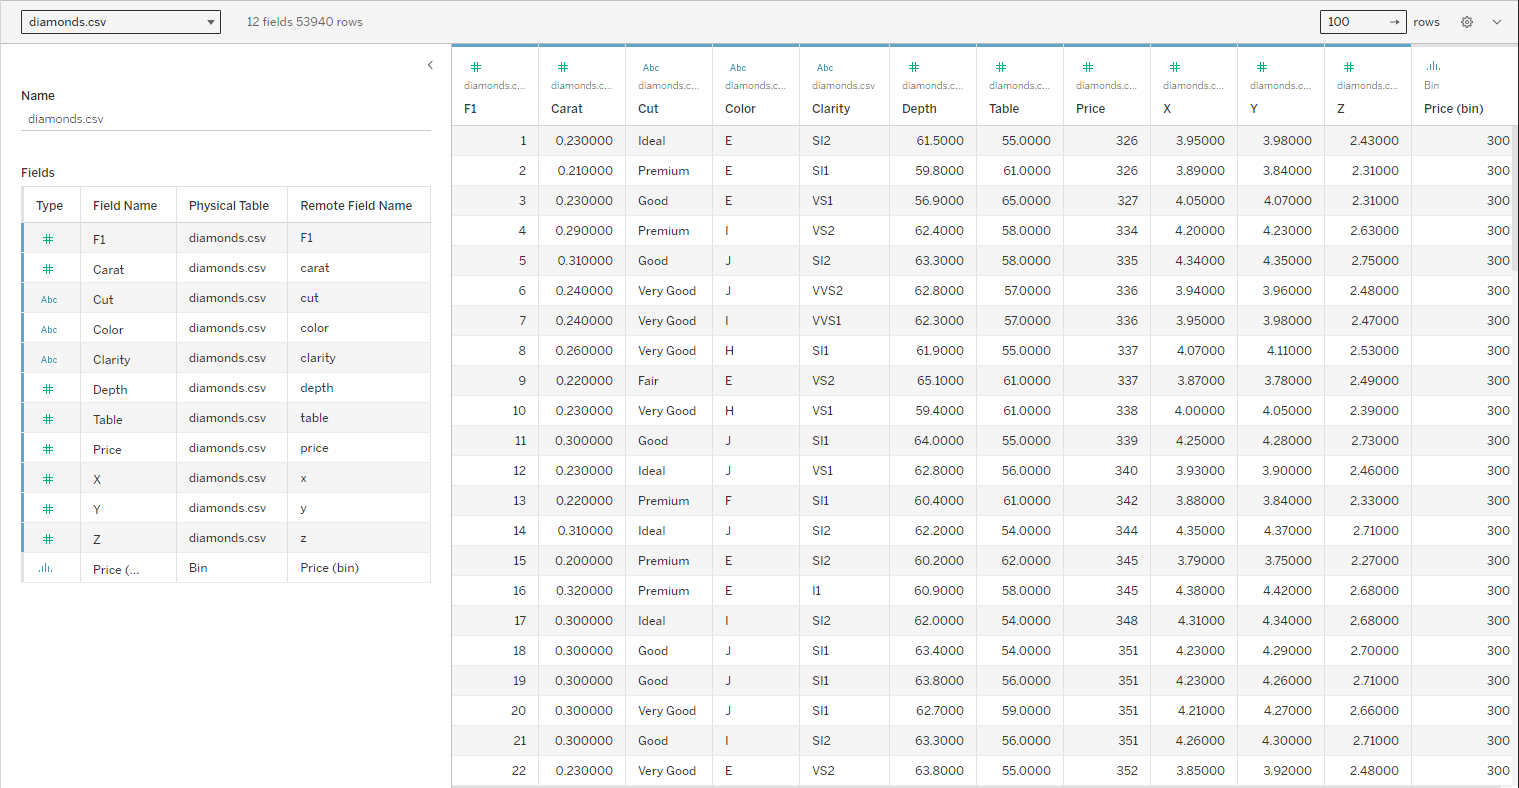 diamonds.csv 12 fields 53940 rows 100 → rows
Name
diamonds.csv
Fields
Type Field Name Physical Table Remote Field Name
# F1 diamonds.csv F1
# Carat diamonds.csv carat
Abc Cut diamonds.csv cut
Abc Color diamonds.csv color
Abc Clarity diamonds.csv clarity
# Depth diamonds.csv depth
# Table diamonds.csv table
# Price diamonds.csv price
# X diamonds.csv x
# Y diamonds.csv y
# Z diamonds.csv z
Price (... Bin Price (bin)
# # Abc Abc Abc # # # # # #
diamonds.c... diamonds.c... diamonds.c... diamonds.c... diamonds.csv diamonds.c... diamonds.c... diamonds.c... diamonds.c... diamonds.c... diamonds.c... Bin
F1 Carat Cut Color Clarity Depth Table Price X Y Z Price (bin)
1 0.230000 Ideal E SI2 61.5000 55.0000 326 3.95000 3.98000 2.43000 300
2 0.210000 Premium E SI1 59.8000 61.0000 326 3.89000 3.84000 2.31000 300
3 0.230000 Good E VS1 56.9000 65.0000 327 4.05000 4.07000 2.31000 300
4 0.290000 Premium I VS2 62.4000 58.0000 334 4.20000 4.23000 2.63000 300
5 0.310000 Good J SI2 63.3000 58.0000 335 4.34000 4.35000 2.75000 300
6 0.240000 Very Good J VVS2 62.8000 57.0000 336 3.94000 3.96000 2.48000 300
7 0.240000 Very Good I VVS1 62.3000 57.0000 336 3.95000 3.98000 2.47000 300
8 0.260000 Very Good H SI1 61.9000 55.0000 337 4.07000 4.11000 2.53000 300
9 0.220000 Fair E VS2 65.1000 61.0000 337 3.87000 3.78000 2.49000 300
10 0.230000 Very Good H VS1 59.4000 61.0000 338 4.00000 4.05000 2.39000 300
11 0.300000 Good J SI1 64.0000 55.0000 339 4.25000 4.28000 2.73000 300
12 0.230000 Ideal J VS1 62.8000 56.0000 340 3.93000 3.90000 2.46000 300
13 0.220000 Premium F SI1 60.4000 61.0000 342 3.88000 3.84000 2.33000 300
14 0.310000 Ideal J SI2 62.2000 54.0000 344 4.35000 4.37000 2.71000 300
15 0.200000 Premium E SI2 60.2000 62.0000 345 3.79000 3.75000 2.27000 300
16 0.320000 Premium E I1 60.9000 58.0000 345 4.38000 4.42000 2.68000 300
17 0.300000 Ideal I SI2 62.0000 54.0000 348 4.31000 4.34000 2.68000 300
18 0.300000 Good J SI1 63.4000 54.0000 351 4.23000 4.29000 2.70000 300
19 0.300000 Good J SI1 63.8000 56.0000 351 4.23000 4.26000 2.71000 300
20 0.300000 Very Good J SI1 62.7000 59.0000 351 4.21000 4.27000 2.66000 300
21 0.300000 Good I SI2 63.3000 56.0000 351 4.26000 4.30000 2.71000 300
22 0.230000 Very Good E VS2 63.8000 55.0000 352 3.85000 3.92000 2.48000 300